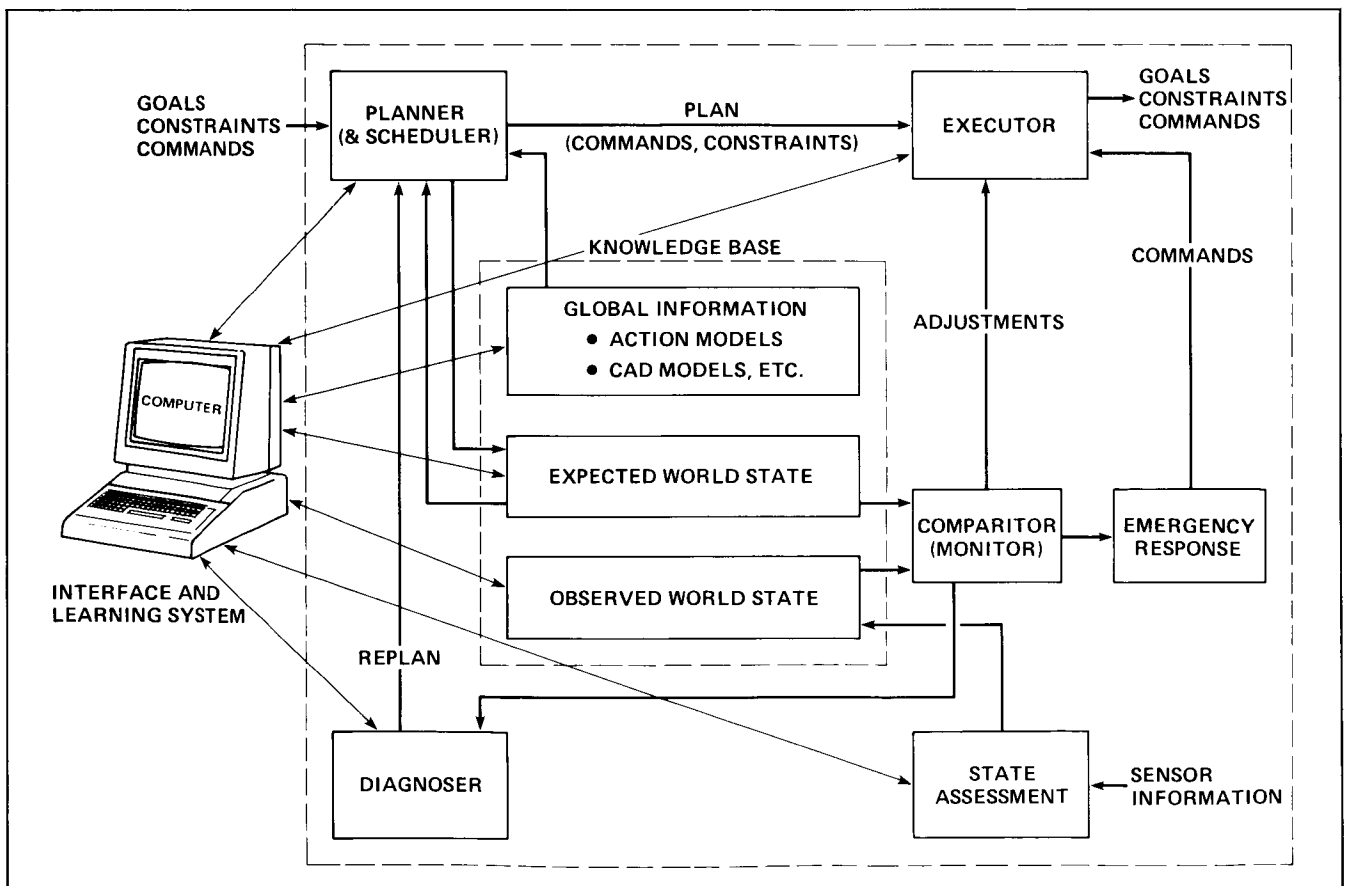 GOALS
CONSTRAINTS
COMMANDS
PLANNER
(& SCHEDULER)
PLAN
(COMMANDS, CONSTRAINTS)
EXECUTOR
GOALS
CONSTRAINTS
COMMANDS
KNOWLEDGE BASE
COMMANDS
GLOBAL INFORMATION
• ACTION MODELS
• CAD MODELS, ETC.
ADJUSTMENTS
COMPUTER
EXPECTED WORLD STATE
COMPARITOR
(MONITOR)
EMERGENCY
RESPONSE
INTERFACE AND
LEARNING SYSTEM
OBSERVED WORLD STATE
REPLAN
DIAGNOSER
STATE
ASSESSMENT
SENSOR
INFORMATION